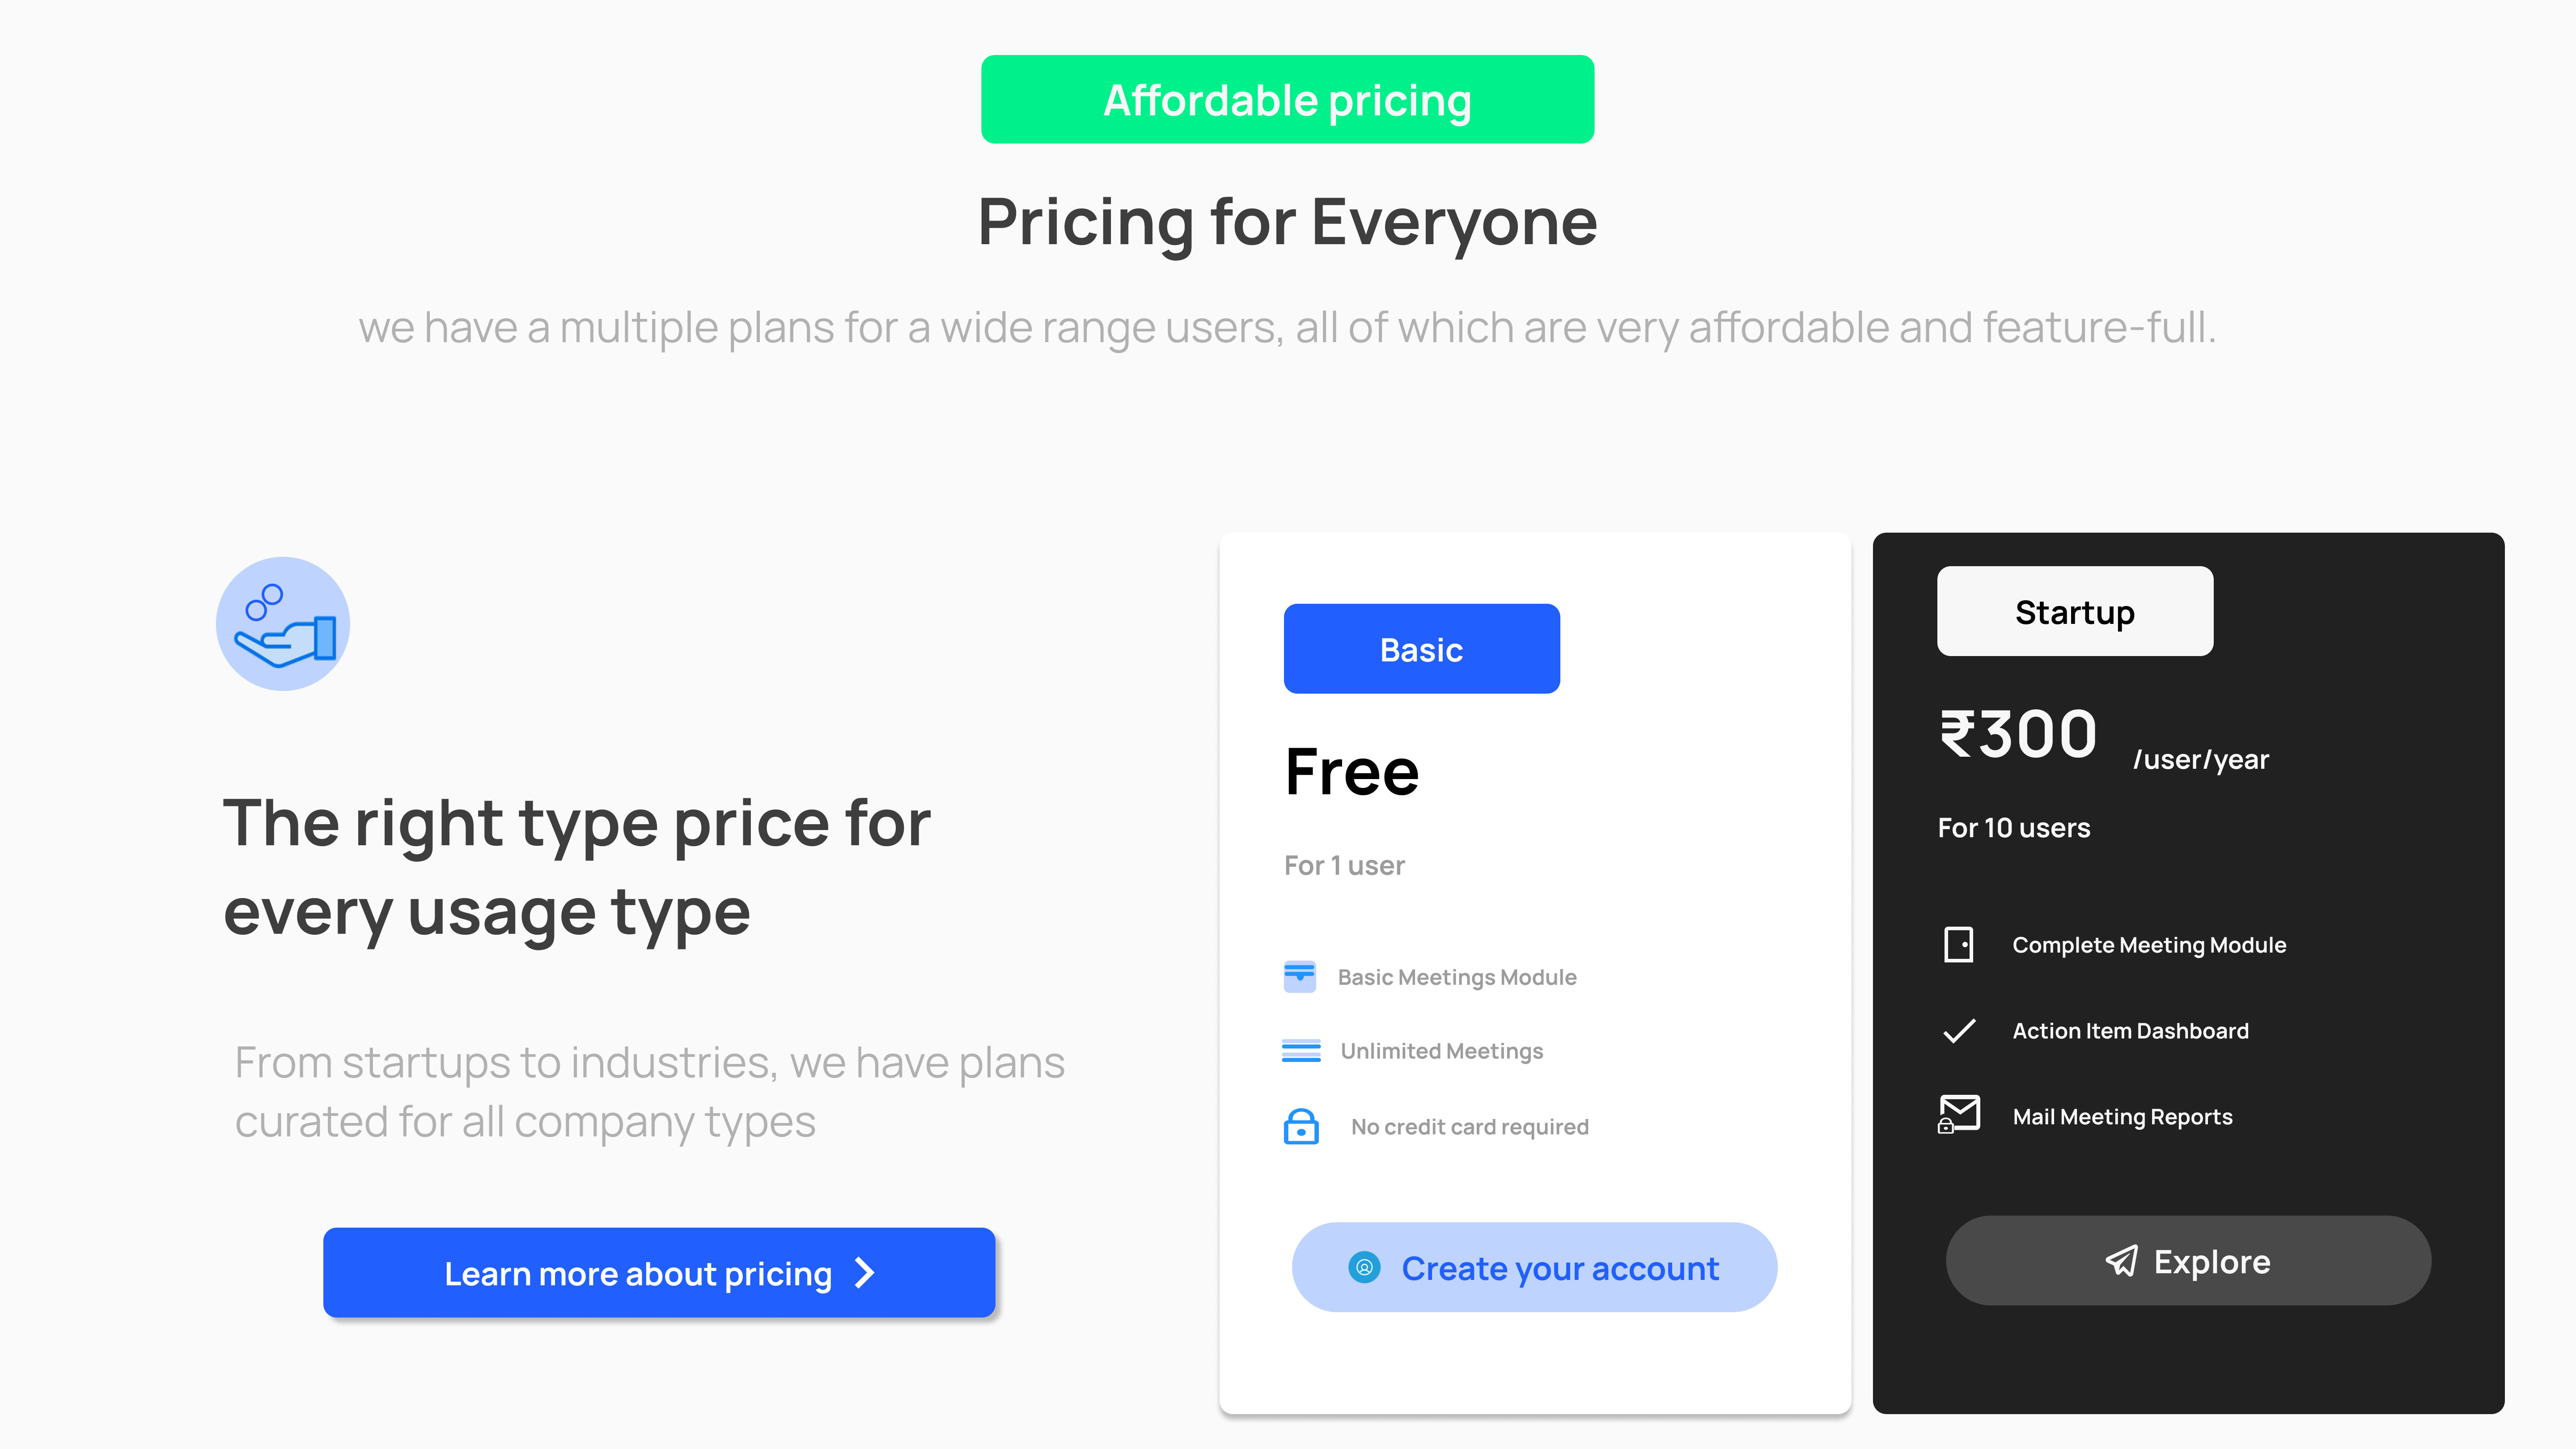 Affordable pricing
Pricing for Everyone
we have a multiple plans for a wide range users, all of which are very affordable and feature-full.
The right type price for
every usage type
From startups to industries, we have plans
curated for all company types
Learn more about pricing
Basic
Free
For 1 user
Basic Meetings Module
Unlimited Meetings
No credit card required
Create your account
Startup
₹300 /user/year
For 10 users
Complete Meeting Module
Action Item Dashboard
Mail Meeting Reports
Explore